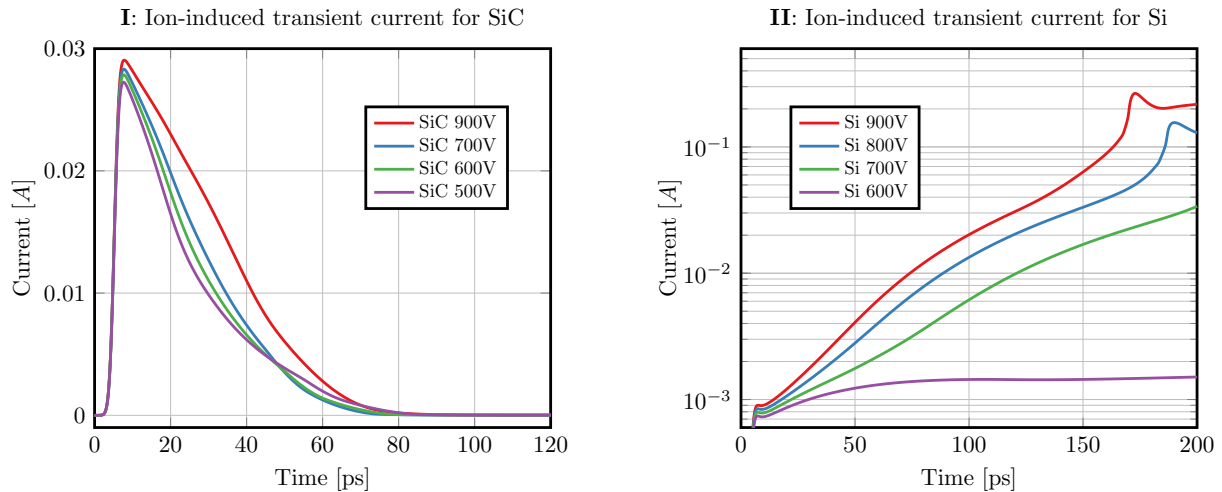 I: Ion-induced transient current for SiC
0.03
0.02
0.01
0
Current [A]
0 20 40 60 80 100 120
Time [ps]
SiC 900V
SiC 700V
SiC 600V
SiC 500V
II: Ion-induced transient current for Si
10⁻¹
10⁻²
10⁻³
Current [A]
0 50 100 150 200
Time [ps]
Si 900V
Si 800V
Si 700V
Si 600V